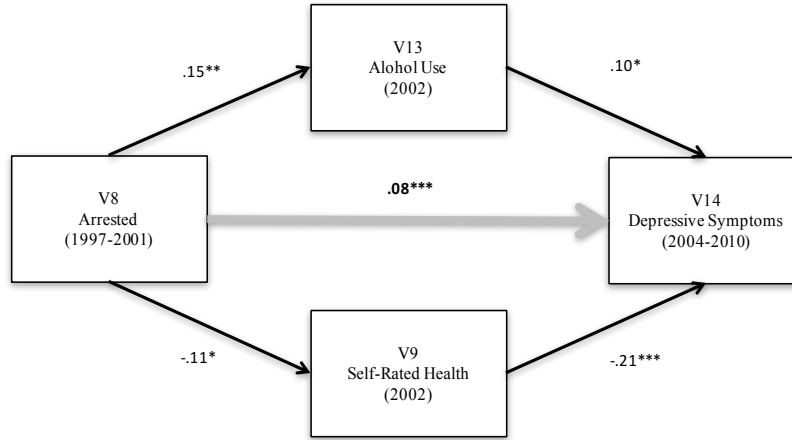 V13
Alohol Use
(2002)
.15**
.10*
V8
Arrested
(1997-2001)
.08***
V14
Depressive Symptoms
(2004-2010)
-.11*
V9
Self-Rated Health
(2002)
-.21***